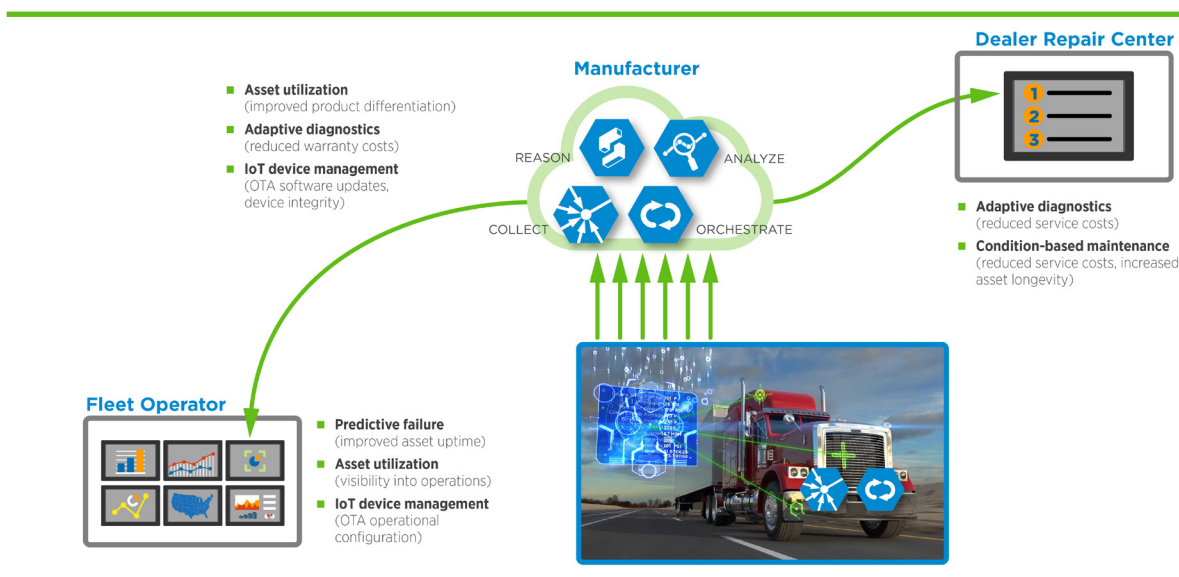 Dealer Repair Center
1
2
3
Manufacturer
■ Asset utilization
(improved product differentiation)
■ Adaptive diagnostics
(reduced warranty costs)
■ IoT device management
(OTA software updates,
device integrity)
REASON
ANALYZE
COLLECT
ORCHESTRATE
■ Adaptive diagnostics
(reduced service costs)
■ Condition-based maintenance
(reduced service costs, increased
asset longevity)
Fleet Operator
■ Predictive failure
(improved asset uptime)
■ Asset utilization
(visibility into operations)
■ IoT device management
(OTA operational
configuration)